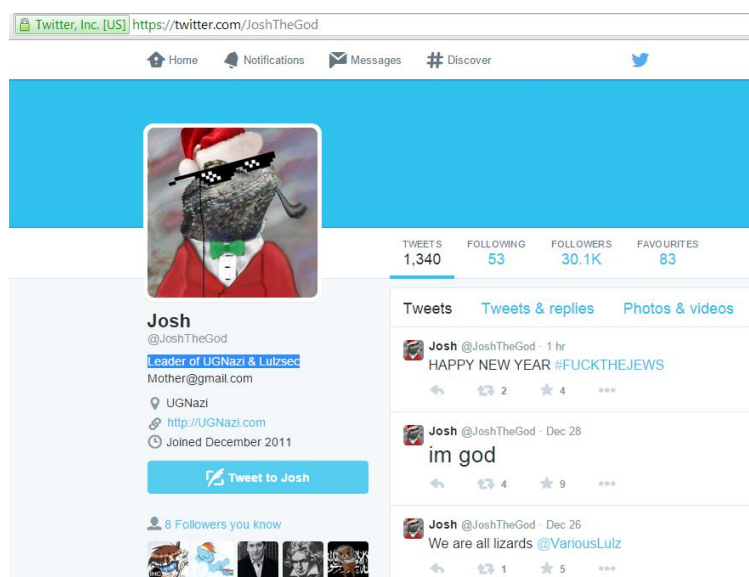 Twitter, Inc. [US] https://twitter.com/JoshTheGod
Home Notifications Messages # Discover
TWEETS FOLLOWING FOLLOWERS FAVOURITES
1,340 53 30.1K 83
Josh
@JoshTheGod
Leader of UGNazi & Lulzsec
Mother@gmail.com
UGNazi
http://UGNazi.com
Joined December 2011
Tweet to Josh
8 Followers you know
Tweets Tweets & replies Photos & videos
Josh @JoshTheGod · 1 hr
HAPPY NEW YEAR #FUCKTHEJEWS
2 4
Josh @JoshTheGod · Dec 28
im god
4 9
Josh @JoshTheGod · Dec 26
We are all lizards @VariousLulz
1 5